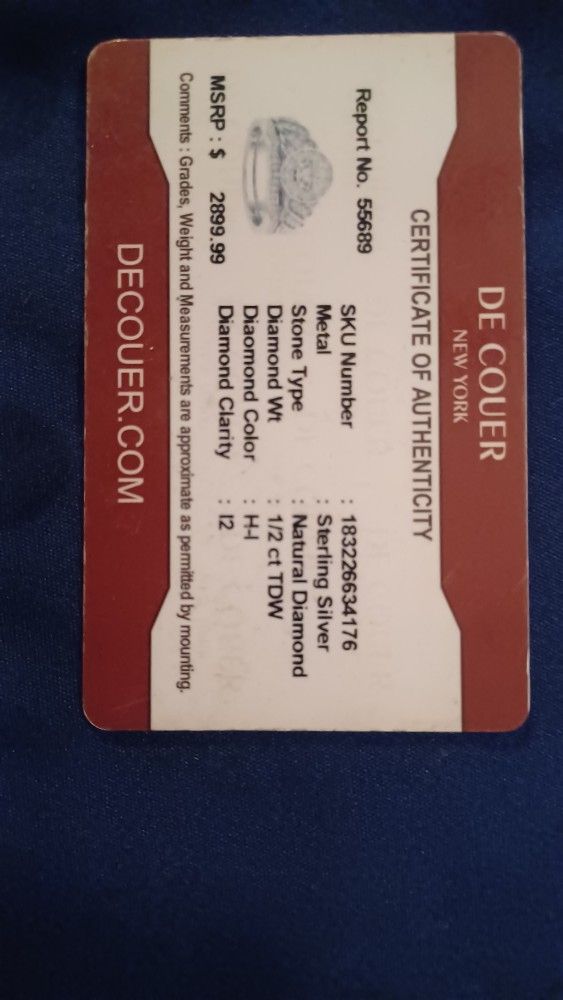 DE COUER
NEW YORK
CERTIFICATE OF AUTHENTICITY
Report No. 55689
SKU Number : 183226634176
Metal : Sterling Silver
Stone Type : Natural Diamond
Diamond Wt : 1/2 ct TDW
Diaomond Color : H-I
Diamond Clarity : I2
MSRP : $ 2899.99
Comments : Grades, Weight and Measurements are approximate as permitted by mounting.
DECOUER.COM